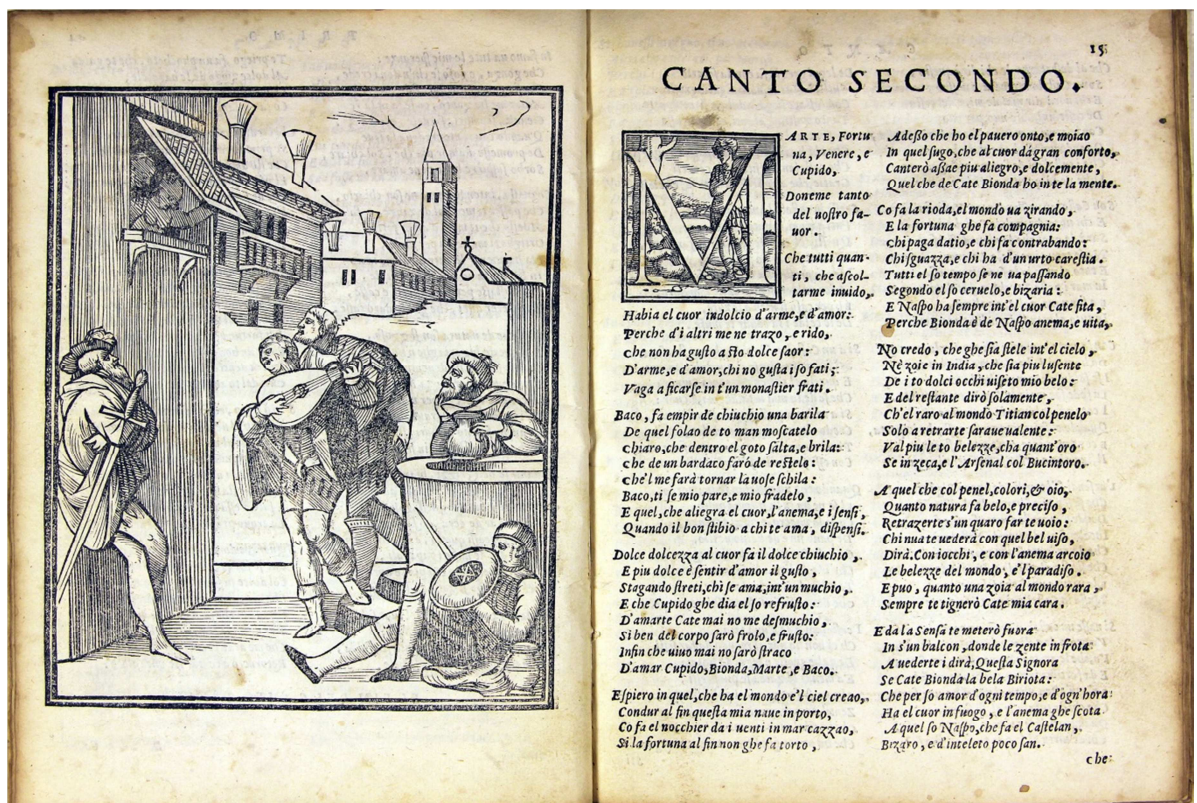 15
CANTO SECONDO.
MARTE, Fortu
na, Venere, e
Cupido,
Doneme tanto
del uostro fa-
uor.
Che tutti quan-
ti, che ascol-
tarme inuido,
Habia el cuor indolcio d'arme, e d'amor:
Perche d'i altri me ne trazo, e rido,
Che non ha gusto a sto dolce saor:
D'arme, e d'amor, chi no gusta i so fati;
Vaga a ficarse in t'un monastier frati.
Baco, fa empir de chiuchio una barila
De quel folao de to man moscatelo
Chiaro, che dentro el goto salta, e brila:
Che de un bardaco farò de restelo:
Che'l me farà tornar la uose schila:
Baco, ti se mio pare, e mio fradelo,
E quel, che aliegra el cuor, l'anema, e i sensi,
Quando il bon stibio a chi te ama, dispensi.
Dolce dolcezza al cuor fa il dolce chiuchio,
E piu dolce è sentir d'amor il gusto,
Stagando streti, chi se ama, int'un muchio,
E che Cupido ghe dia el so refrusto:
D'amarte Cate mai no me desmuchio,
Si ben del corpo sarò frolo, e frusto:
Infin che uiuo mai no sarò straco
D'amar Cupido, Bionda, Marte, e Baco.
Espiero in quel, che ha el mondo e'l ciel creao,
Condur al fin questa mia naue in porto,
Co fa el nocchier da i uenti in mar cazzao,
Si la fortuna al fin non ghe fa torto,
Adesso che ho el pauero onto, e moiao
In quel sugo, che al cuor dà gran conforto,
Canterò assae piu aliegro, e dolcemente,
Quel che de Cate Bionda ho in te la mente.
Co fa la rioda, el mondo ua zirando,
E la fortuna ghe fa compagnia:
Chi paga datio, e chi fa contrabando:
Chi sguazza, e chi ha d'un urto carestia.
Tutti el so tempo se ne ua passando
Segondo el so ceruelo, e bizaria:
E Naspo ha sempre int'el cuor Cate fita,
Perche Bionda è de Naspo anema, e uita,
No credo, che ghe sia stele int'el cielo,
Nè zoie in India, che sia piu lusente
De i to dolci occhi uiseto mio belo:
E del restante dirò solamente,
Ch'el raro al mondo Titian col penelo
Solo a retrarte saraue ualente:
Val piu le to belezze, cha quant'oro
Se in zeca, e l'Arsenal col Bucintoro.
A quel che col penel, colori, & oio,
Quanto natura fa belo, e preciso,
Retrazerte s'un quaro far te uoio:
Chi nua te uederà con quel bel uiso,
Dirà. Con i occhi, e con l'anema arcoio
Le belezze del mondo, e'l paradiso,
E puo, quanto una zoia al mondo rara,
Sempre te tignerò Cate mia cara.
E da la Sensa te meterò fuora
In s'un balcon, donde le zente in frota
A uederte i dirà, Questa Signora
Se Cate Bionda la bela Biriota:
Che per so amor d'ogni tempo, e d'ogn'hora
Ha el cuor in fuogo, e l'anema ghe scota
A quel so Naspo, che fa el Castelan,
Bizaro, e d'inteleto poco san.
che